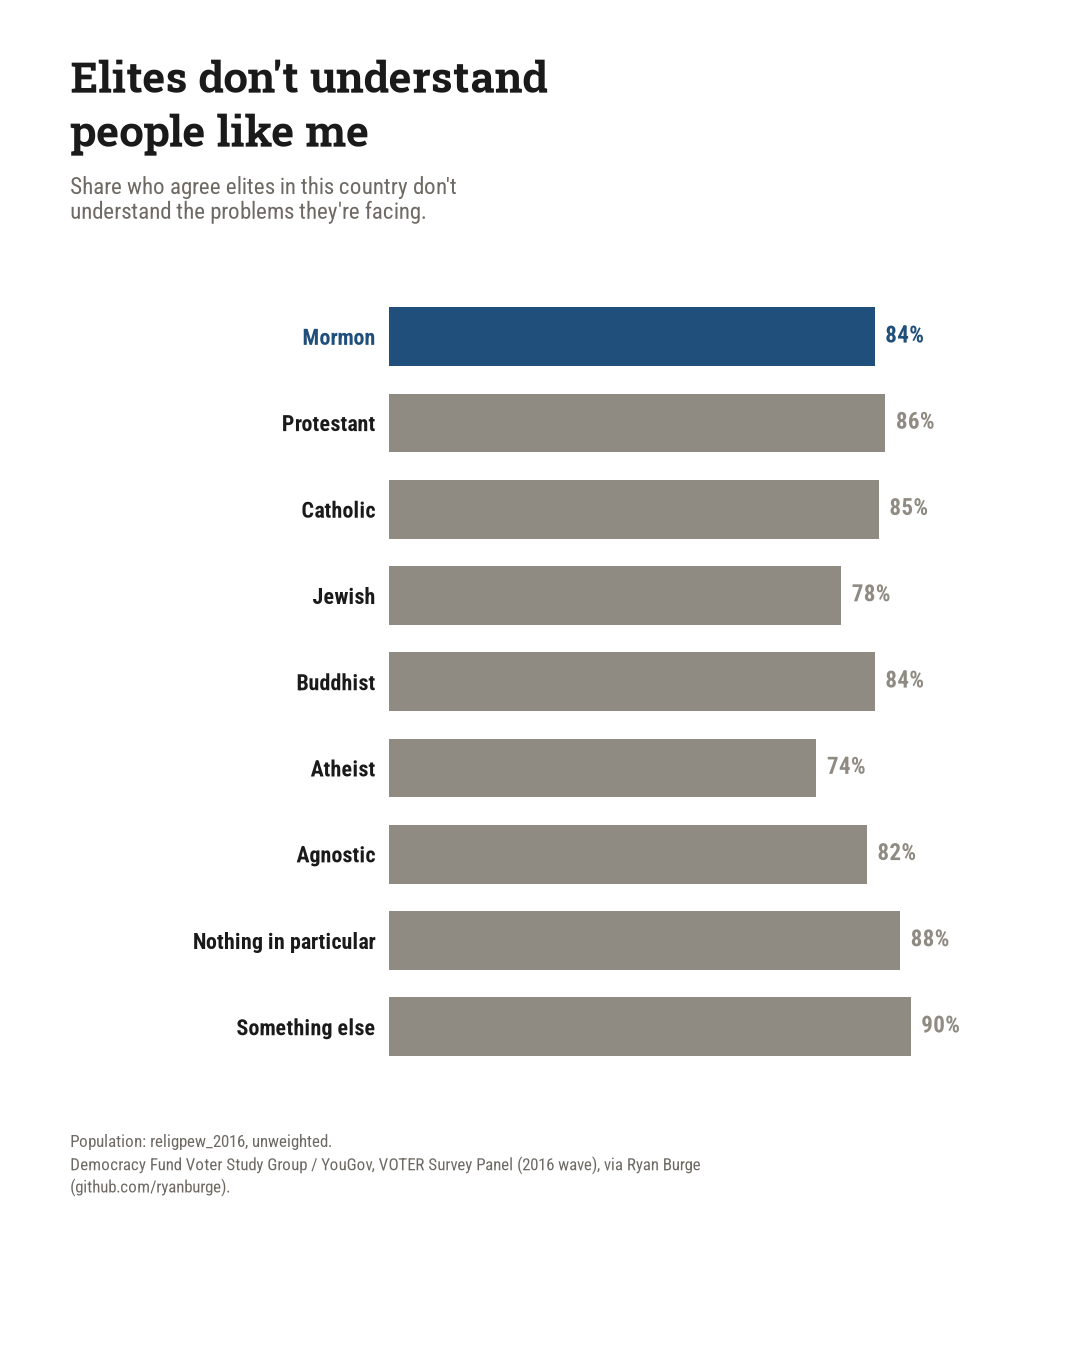 Elites don't understand
people like me
Share who agree elites in this country don't
understand the problems they're facing.
Mormon 84%
Protestant 86%
Catholic 85%
Jewish 78%
Buddhist 84%
Atheist 74%
Agnostic 82%
Nothing in particular 88%
Something else 90%
Population: religpew_2016, unweighted.
Democracy Fund Voter Study Group / YouGov, VOTER Survey Panel (2016 wave), via Ryan Burge
(github.com/ryanburge).